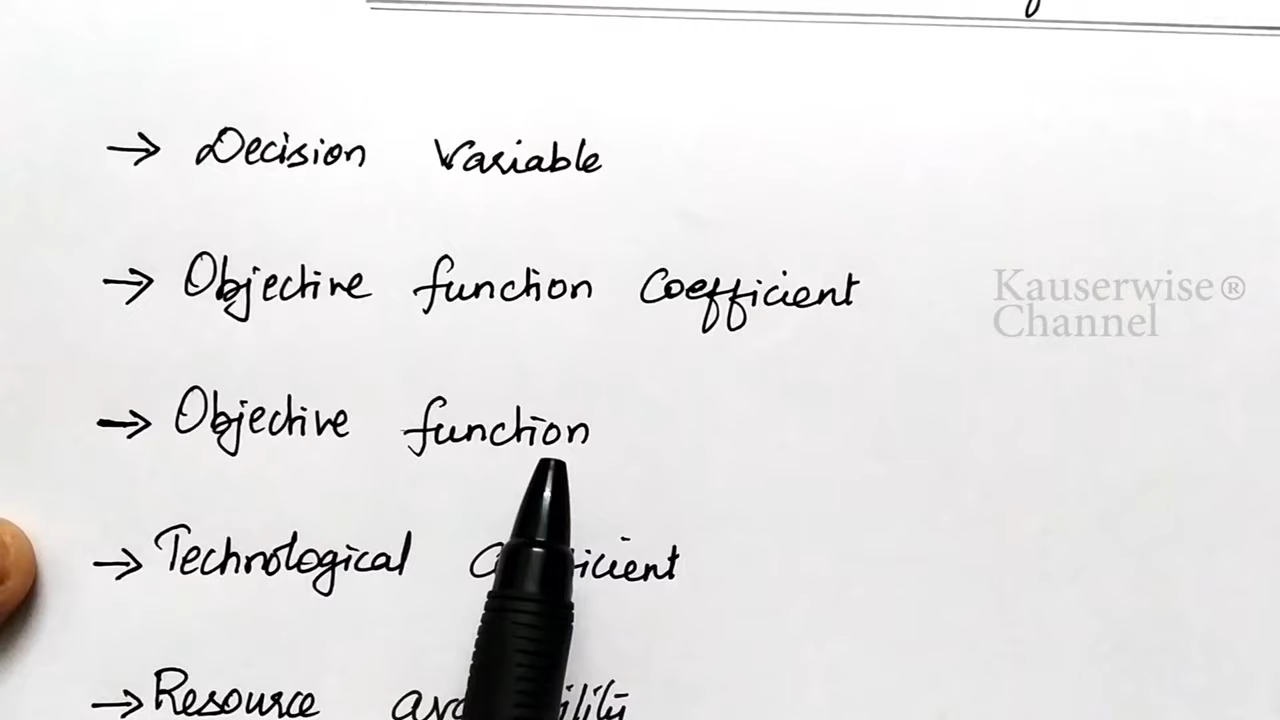 → Decision Variable
→ Objective function Coefficient
Kauserwise®
Channel
→ Objective function
→ Technological
→ Resource